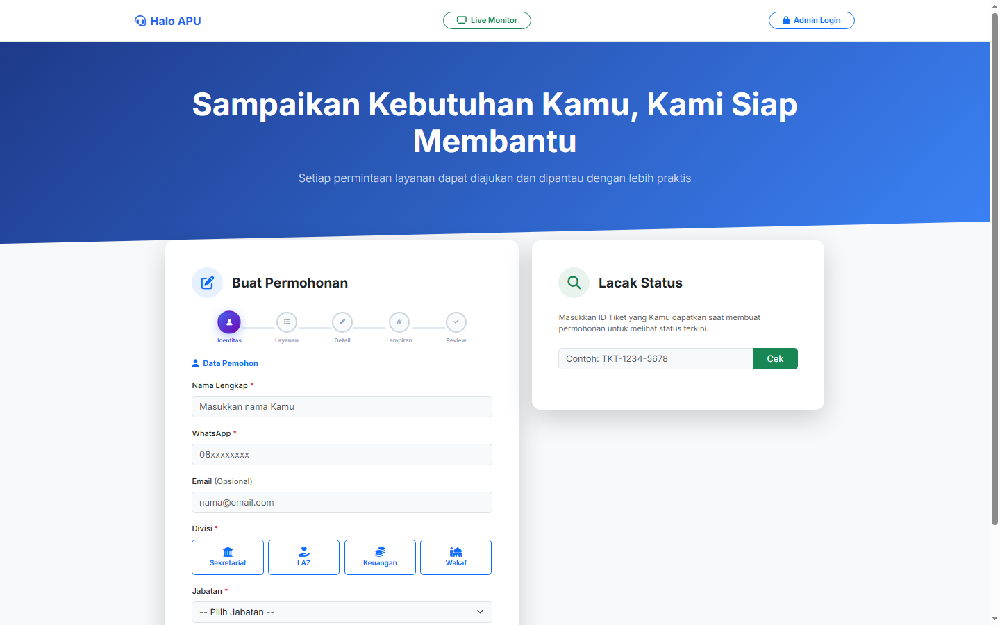 Halo APU
Live Monitor
Admin Login
Sampaikan Kebutuhan Kamu, Kami Siap
Membantu
Setiap permintaan layanan dapat diajukan dan dipantau dengan lebih praktis
Buat Permohonan
Identitas
Layanan
Detail
Lampiran
Review
Data Pemohon
Nama Lengkap *
Masukkan nama Kamu
WhatsApp *
08xxxxxxxx
Email (Opsional)
nama@email.com
Divisi *
Sekretariat
LAZ
Keuangan
Wakaf
Jabatan *
-- Pilih Jabatan --
Lacak Status
Masukkan ID Tiket yang Kamu dapatkan saat membuat
permohonan untuk melihat status terkini.
Contoh: TKT-1234-5678
Cek